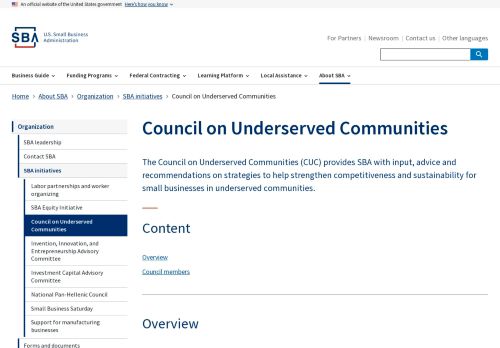 An official website of the United States government Here's how you know
SBA U.S. Small Business
Administration
For Partners Newsroom Contact us Other languages
Business Guide Funding Programs Federal Contracting Learning Platform Local Assistance About SBA
Home > About SBA > Organization > SBA initiatives > Council on Underserved Communities
Organization
SBA leadership
Contact SBA
SBA initiatives
Labor partnerships and worker
organizing
SBA Equity Initiative
Council on Underserved
Communities
Invention, Innovation, and
Entrepreneurship Advisory
Committee
Investment Capital Advisory
Committee
National Pan-Hellenic Council
Small Business Saturday
Support for manufacturing
businesses
Forms and documents
Council on Underserved Communities
The Council on Underserved Communities (CUC) provides SBA with input, advice and
recommendations on strategies to help strengthen competitiveness and sustainability for
small businesses in underserved communities.
Content
Overview
Council members
Overview